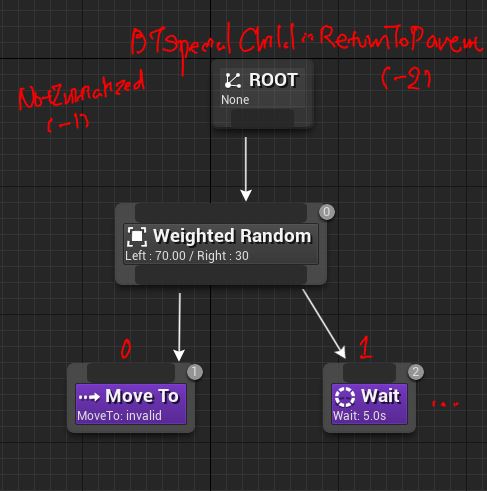 BTSpecialChild::ReturnToParent
(-2)
NotInitialized
(-1)
ROOT
None
0
Weighted Random
Left : 70.00 / Right : 30
0
1
1
2
Move To
MoveTo: invalid
Wait
Wait: 5.0s
...